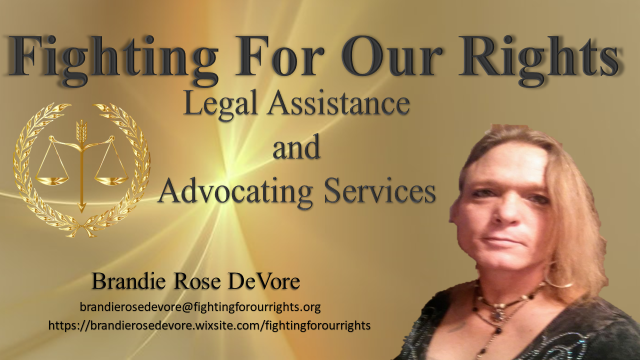 Fighting For Our Rights
Legal Assistance
and
Advocating Services
Brandie Rose DeVore
brandierosedevore@fightingforourrights.org
https://brandierosedevore.wixsite.com/fightingforourrights